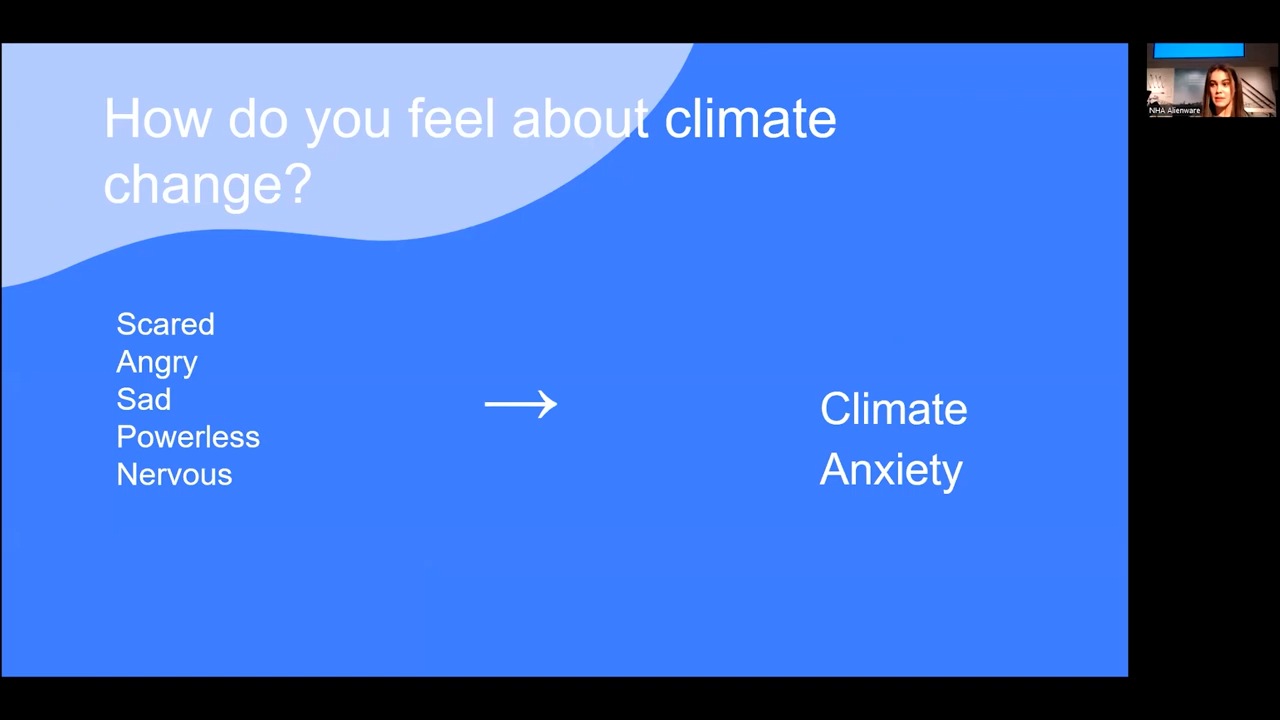 How do you feel about climate
change?
Scared
Angry
Sad
Powerless
Nervous
→
Climate
Anxiety
NHA Alienware